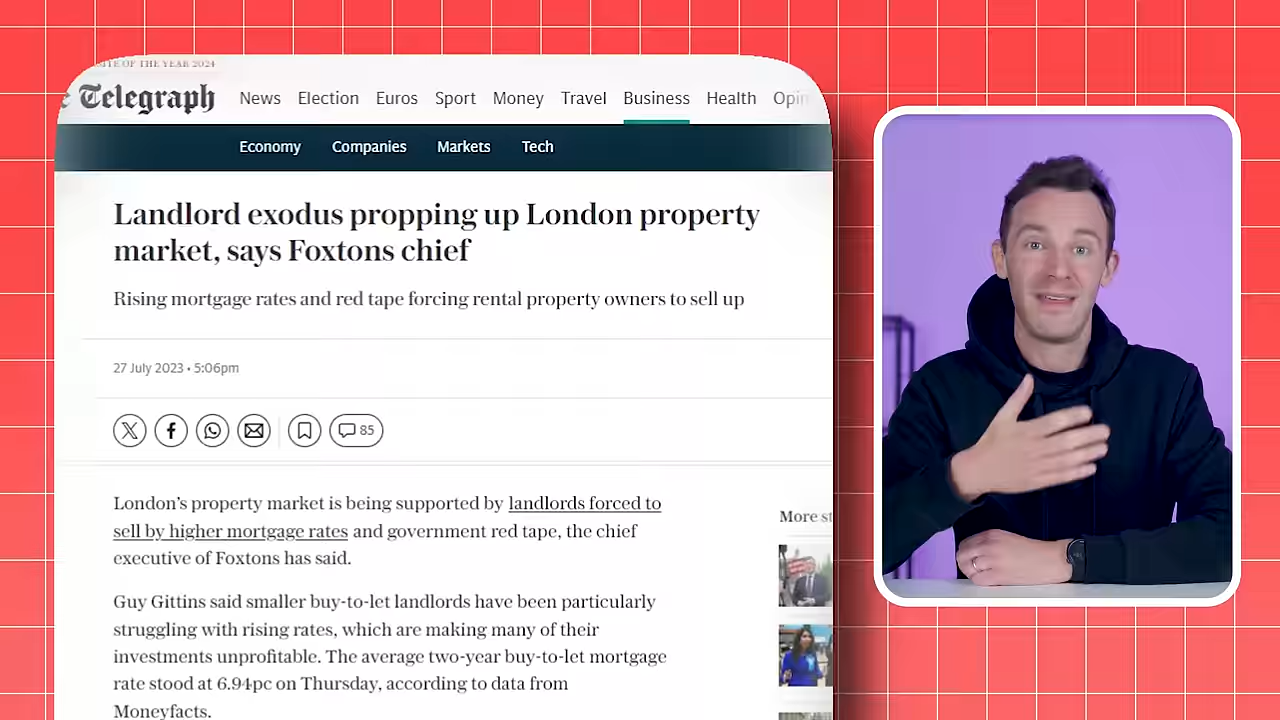 SITE OF THE YEAR 2024
Telegraph
News Election Euros Sport Money Travel Business Health
Economy Companies Markets Tech
Landlord exodus propping up London property
market, says Foxtons chief
Rising mortgage rates and red tape forcing rental property owners to sell up
27 July 2023 • 5:06pm
85
London’s property market is being supported by landlords forced to
sell by higher mortgage rates and government red tape, the chief
executive of Foxtons has said.
More st
Guy Gittins said smaller buy-to-let landlords have been particularly
struggling with rising rates, which are making many of their
investments unprofitable. The average two-year buy-to-let mortgage
rate stood at 6.94pc on Thursday, according to data from
Moneyfacts.